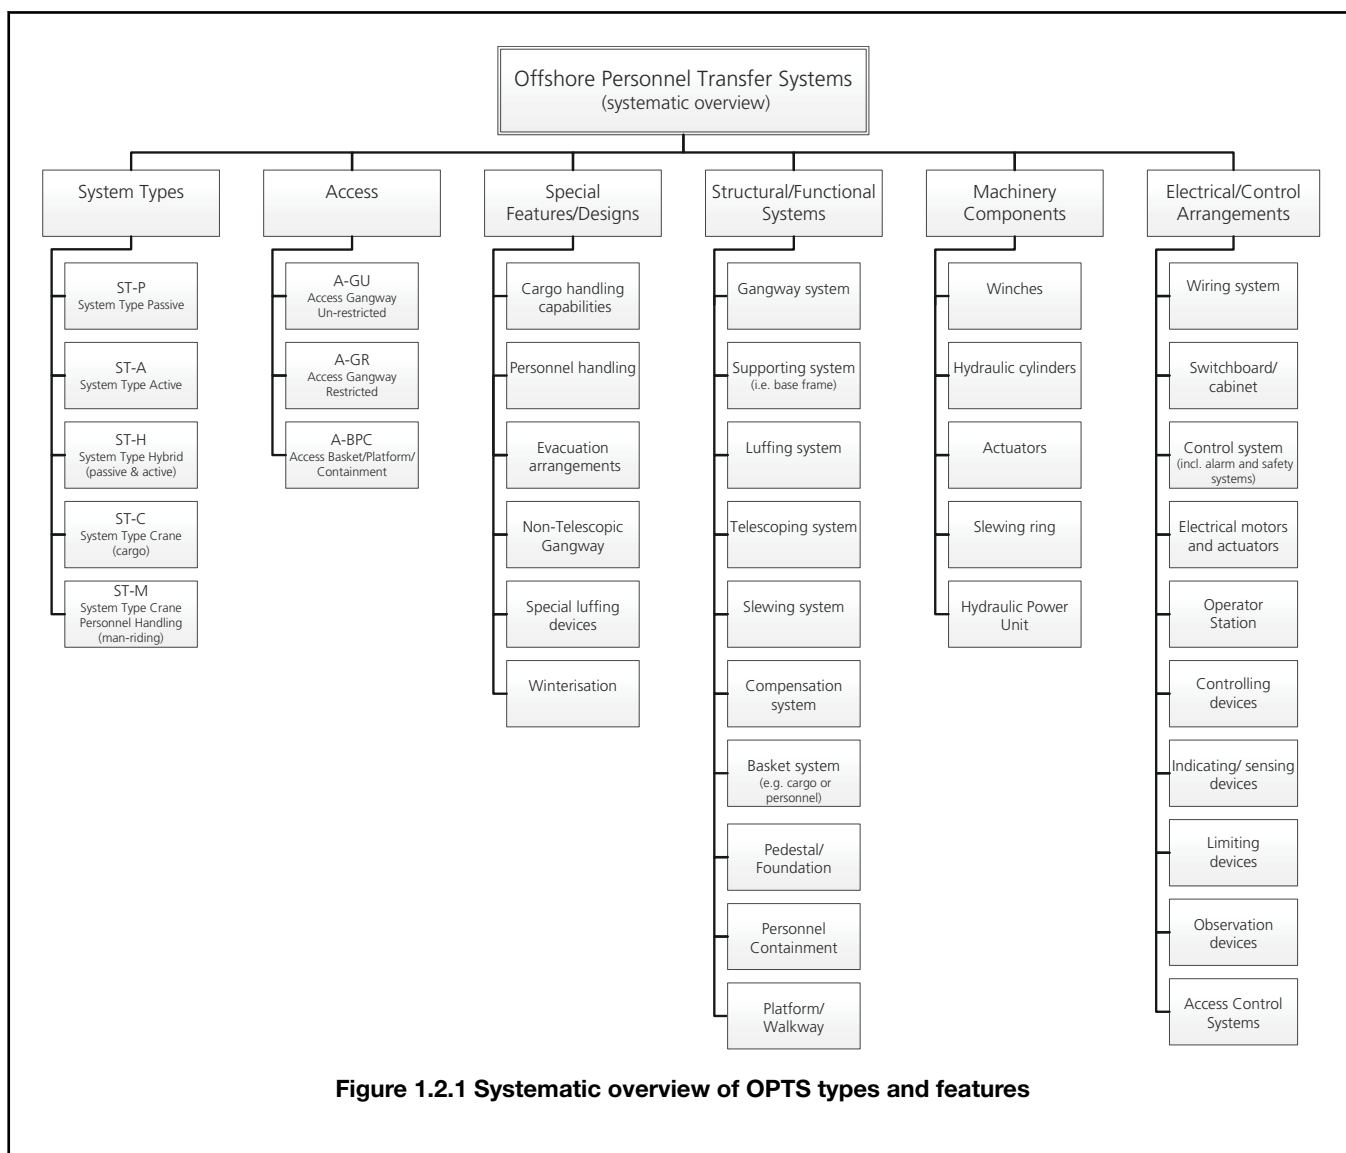 Offshore Personnel Transfer Systems
(systematic overview)
System Types
ST-P
System Type Passive
ST-A
System Type Active
ST-H
System Type Hybrid
(passive & active)
ST-C
System Type Crane
(cargo)
ST-M
System Type Crane
Personnel Handling
(man-riding)
Access
A-GU
Access Gangway
Un-restricted
A-GR
Access Gangway
Restricted
A-BPC
Access Basket/Platform/
Containment
Special
Features/Designs
Cargo handling
capabilities
Personnel handling
Evacuation
arrangements
Non-Telescopic
Gangway
Special luffing
devices
Winterisation
Structural/Functional
Systems
Gangway system
Supporting system
(i.e. base frame)
Luffing system
Telescoping system
Slewing system
Compensation
system
Basket system
(e.g. cargo or
personnel)
Pedestal/
Foundation
Personnel
Containment
Platform/
Walkway
Machinery
Components
Winches
Hydraulic cylinders
Actuators
Slewing ring
Hydraulic Power
Unit
Electrical/Control
Arrangements
Wiring system
Switchboard/
cabinet
Control system
(incl. alarm and safety
systems)
Electrical motors
and actuators
Operator
Station
Controlling
devices
Indicating/ sensing
devices
Limiting
devices
Observation
devices
Access Control
Systems
Figure 1.2.1 Systematic overview of OPTS types and features